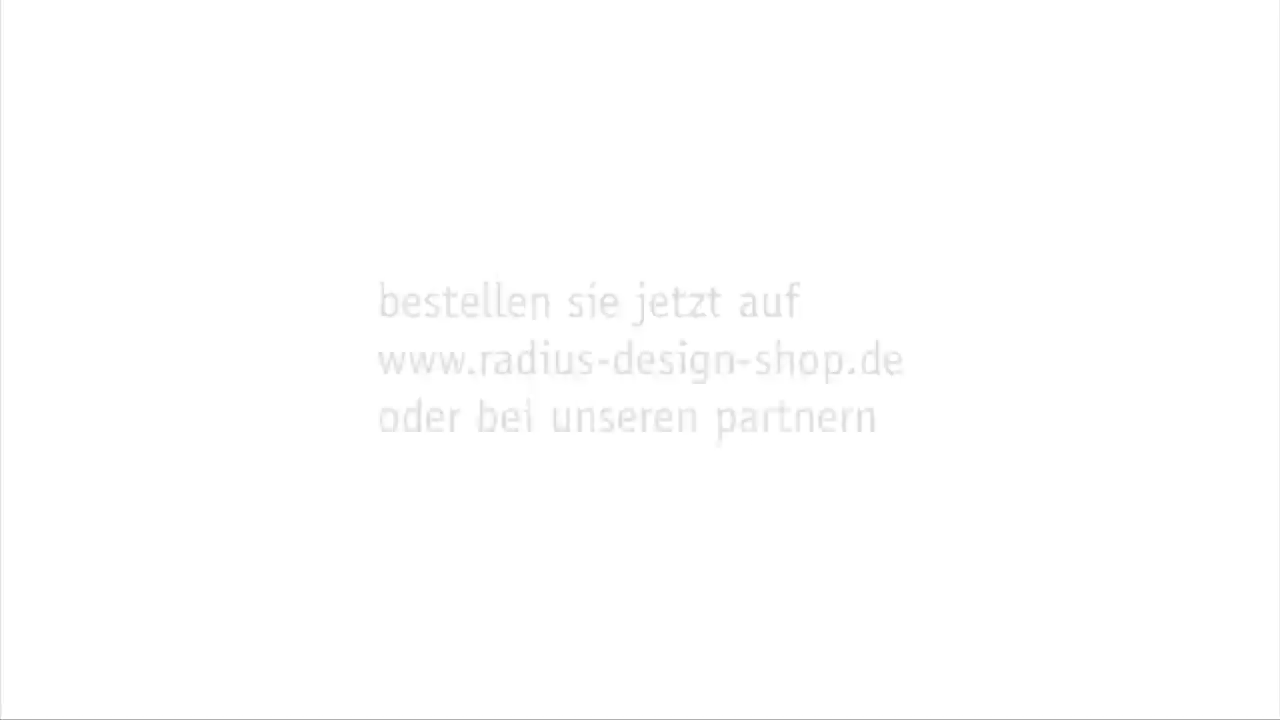 bestellen sie jetzt auf
www.radius-design-shop.de
oder bei unseren partnern